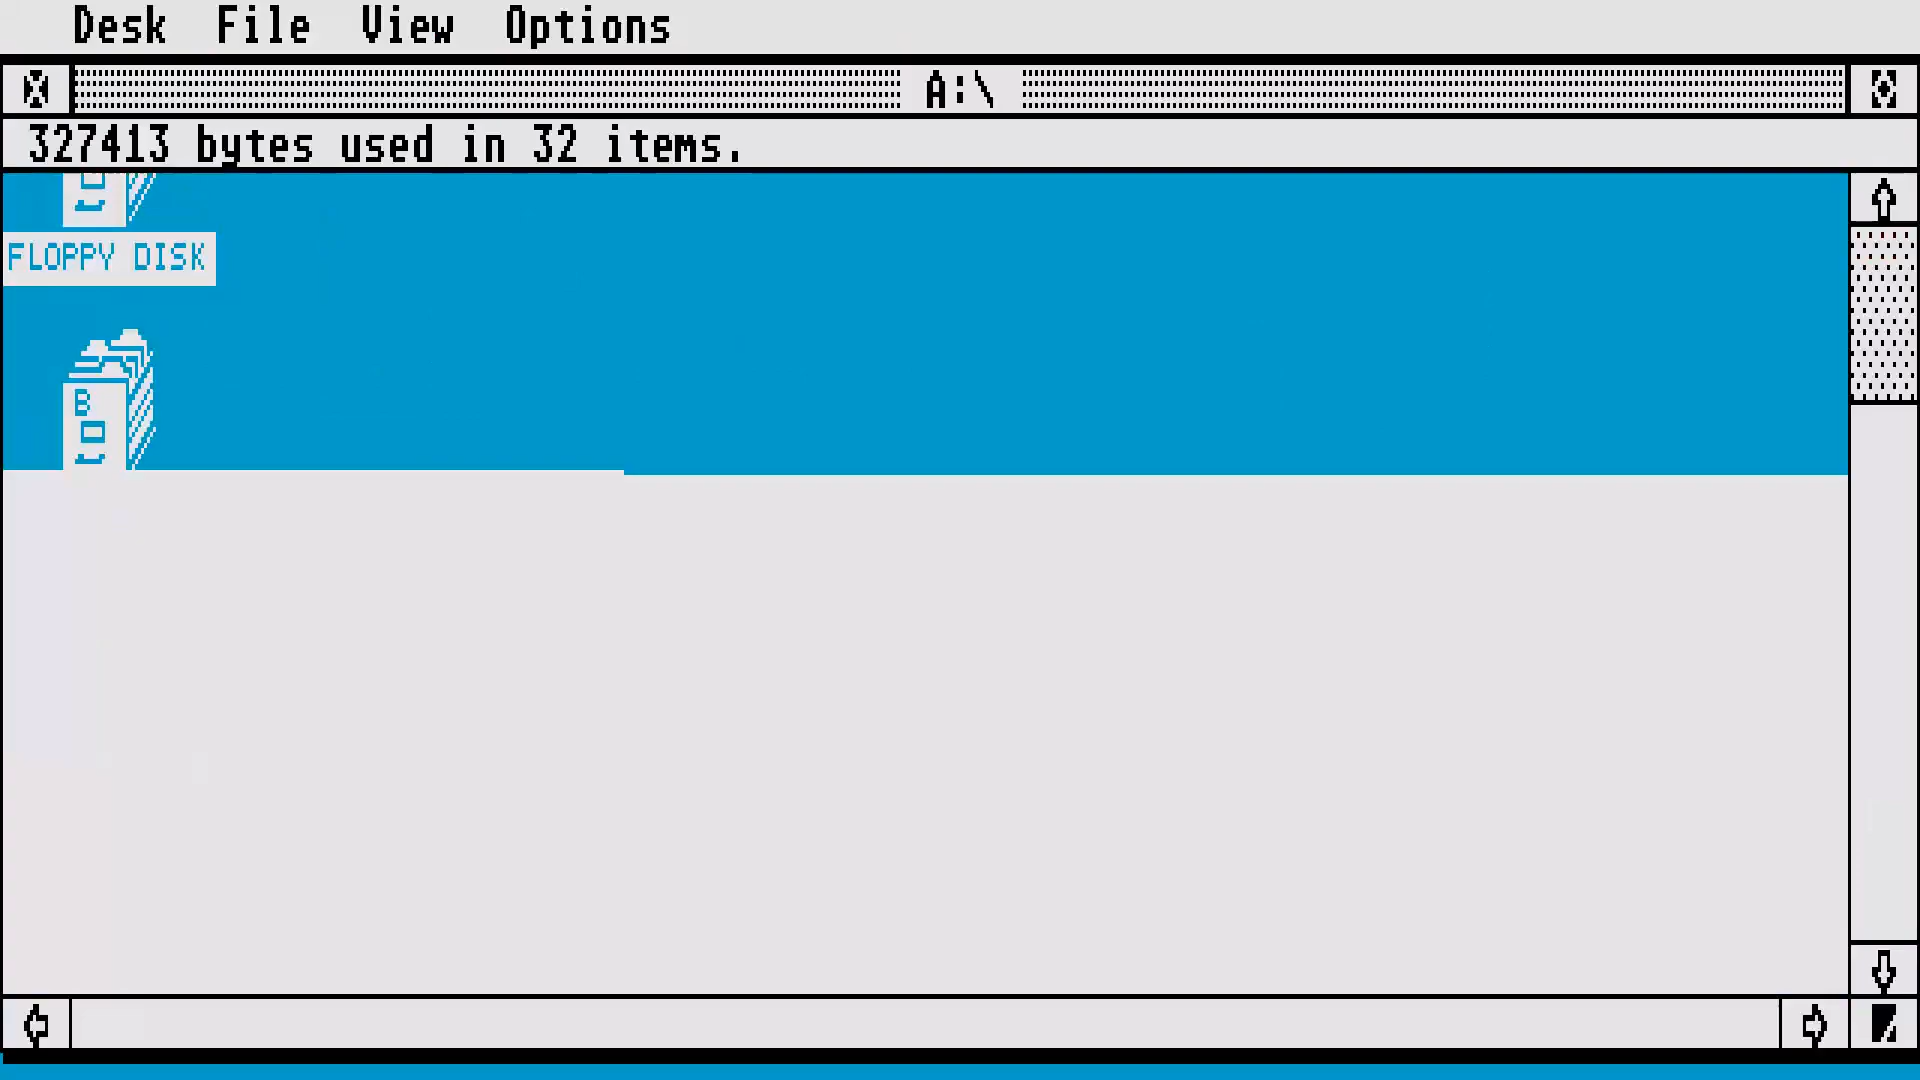 Desk File View Options
A:\
327413 bytes used in 32 items.
FLOPPY DISK
B